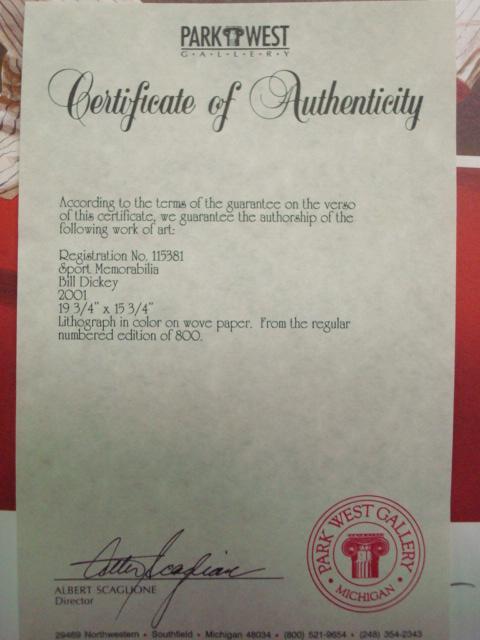 PARK WEST
G·A·L·L·E·R·Y
Certificate of Authenticity
According to the terms of the guarantee on the verso
of this certificate, we guarantee the authorship of the
following work of art:
Registration No. 115381
Sport Memorabilia
Bill Dickey
2001
19 3/4" x 15 3/4"
Lithograph in color on wove paper. From the regular
numbered edition of 800.
ALBERT SCAGLIONE
Director
PARK WEST GALLERY
• MICHIGAN •
29469 Northwestern • Southfield • Michigan 48034 • (800) 521-9654 • (248) 354-2343